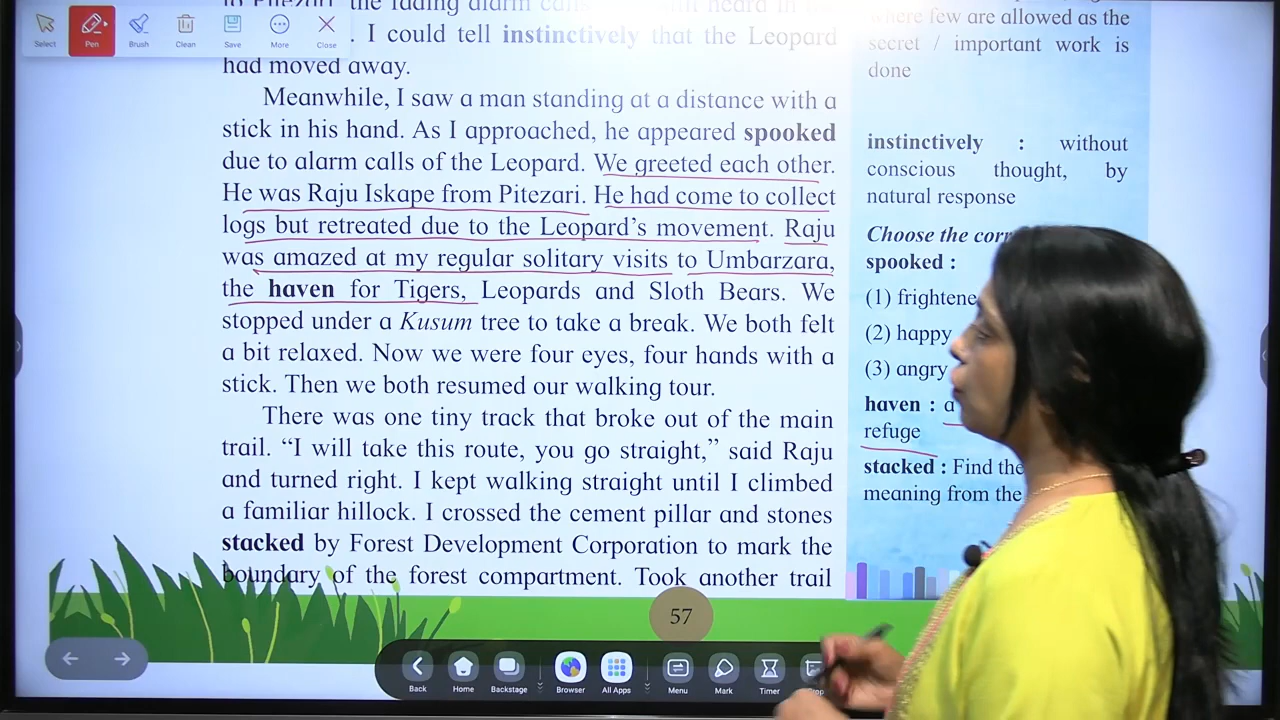 to Pitezari, the fading alarm calls still heard in
Select Pen Brush Clean Save More Close
. I could tell instinctively that the Leopard
had moved away.
Meanwhile, I saw a man standing at a distance with a
stick in his hand. As I approached, he appeared spooked
due to alarm calls of the Leopard. We greeted each other.
He was Raju Iskape from Pitezari. He had come to collect
logs but retreated due to the Leopard’s movement. Raju
was amazed at my regular solitary visits to Umbarzara,
the haven for Tigers, Leopards and Sloth Bears. We
stopped under a Kusum tree to take a break. We both felt
a bit relaxed. Now we were four eyes, four hands with a
stick. Then we both resumed our walking tour.
There was one tiny track that broke out of the main
trail. “I will take this route, you go straight,” said Raju
and turned right. I kept walking straight until I climbed
a familiar hillock. I crossed the cement pillar and stones
stacked by Forest Development Corporation to mark the
boundary of the forest compartment. Took another trail
where few are allowed as the
secret / important work is
done
instinctively : without
conscious thought, by
natural response
Choose the corr
spooked :
(1) frightene
(2) happy
(3) angry
haven : a
refuge
stacked : Find the
meaning from the
57
Back Home Backstage Browser All Apps Menu Mark Timer